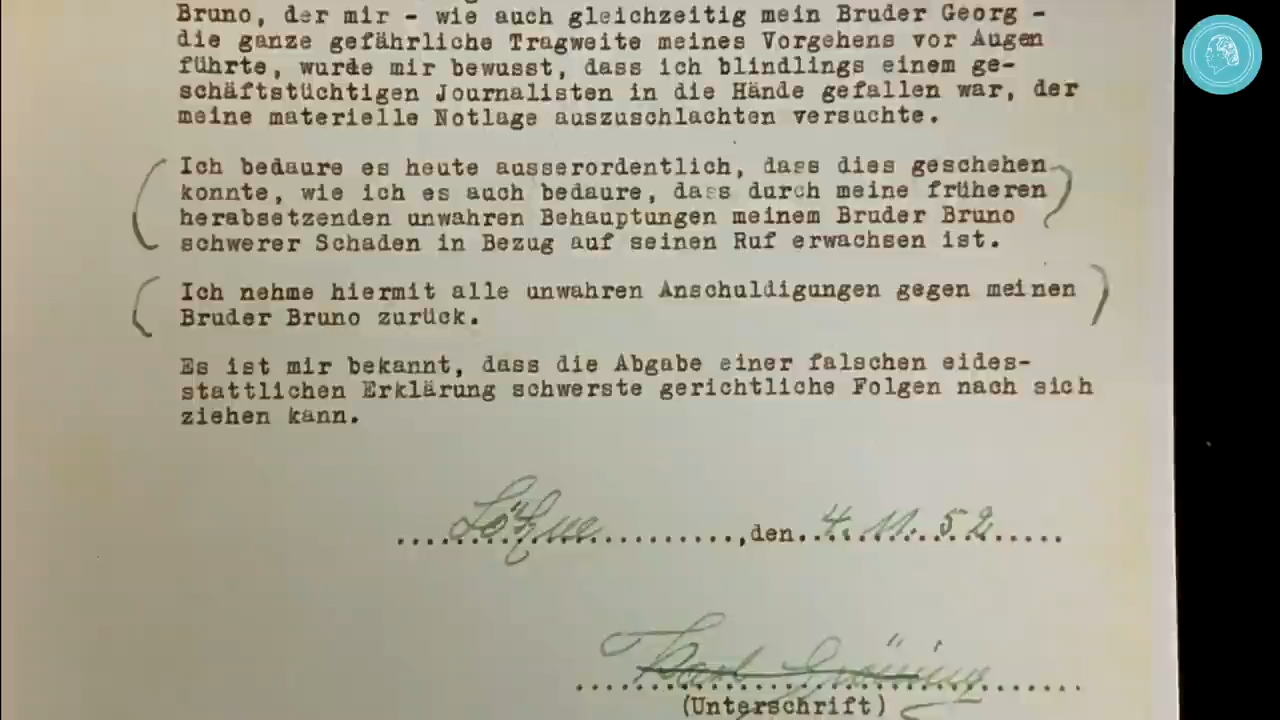 Bruno, der mir - wie auch gleichzeitig mein Bruder Georg -
die ganze gefährliche Tragweite meines Vorgehens vor Augen
führte, wurde mir bewusst, dass ich blindlings einem ge-
schäftstüchtigen Journalisten in die Hände gefallen war, der
meine materielle Notlage auszuschlachten versuchte.
Ich bedaure es heute ausserordentlich, dass dies geschehen
konnte, wie ich es auch bedaure, dass durch meine früheren
herabsetzenden unwahren Behauptungen meinem Bruder Bruno
schwerer Schaden in Bezug auf seinen Ruf erwachsen ist.
Ich nehme hiermit alle unwahren Anschuldigungen gegen meinen
Bruder Bruno zurück.
Es ist mir bekannt, dass die Abgabe einer falschen eides-
stattlichen Erklärung schwerste gerichtliche Folgen nach sich
ziehen kann.
Löhne, den 4.11.52
Karl Gröning
(Unterschrift)